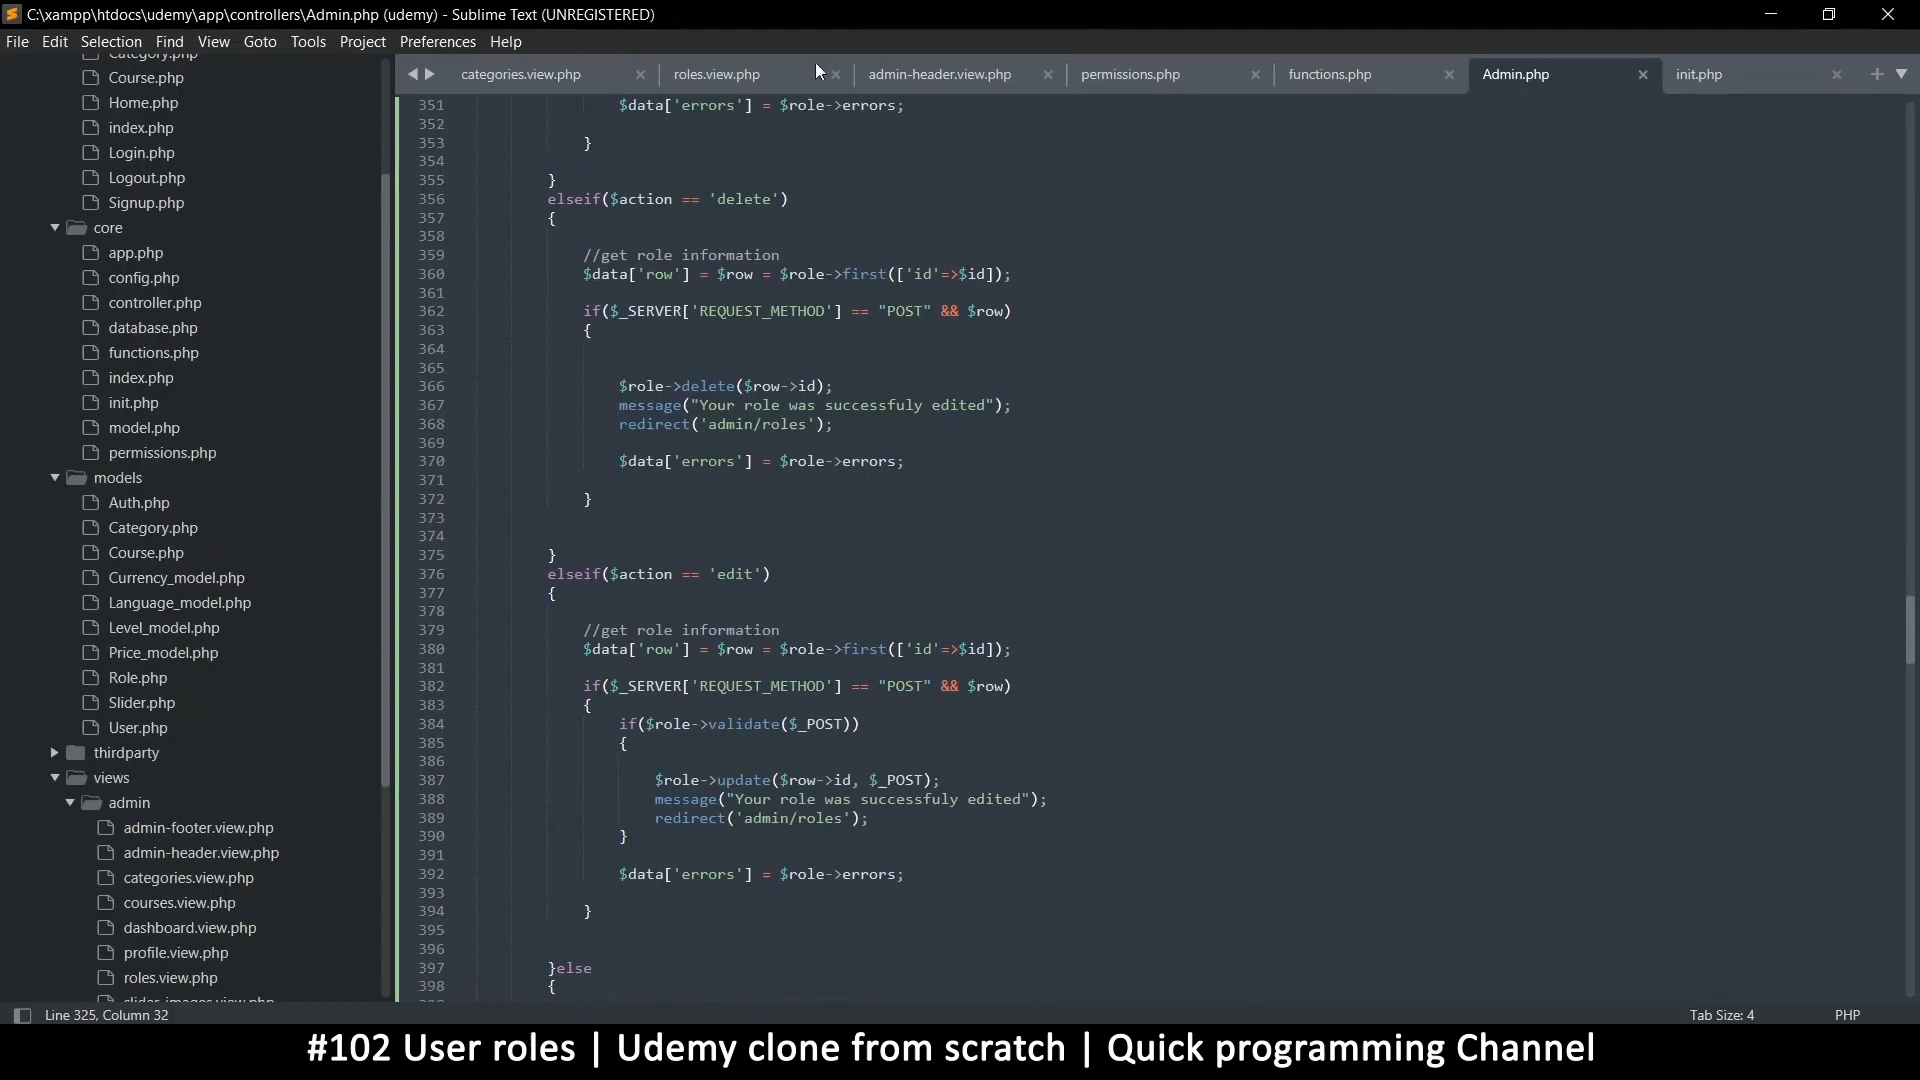 C:\xampp\htdocs\udemy\app\controllers\Admin.php (udemy) - Sublime Text (UNREGISTERED)
File Edit Selection Find View Goto Tools Project Preferences Help
Category.php
Course.php
Home.php
index.php
Login.php
Logout.php
Signup.php
core
app.php
config.php
controller.php
database.php
functions.php
index.php
init.php
model.php
permissions.php
models
Auth.php
Category.php
Course.php
Currency_model.php
Language_model.php
Level_model.php
Price_model.php
Role.php
Slider.php
User.php
thirdparty
views
admin
admin-footer.view.php
admin-header.view.php
categories.view.php
courses.view.php
dashboard.view.php
profile.view.php
roles.view.php
slider-images.view.php
categories.view.php roles.view.php admin-header.view.php permissions.php functions.php Admin.php init.php
351 $data['errors'] = $role->errors;
352
353 }
354
355 }
356 elseif($action == 'delete')
357 {
358
359 //get role information
360 $data['row'] = $row = $role->first(['id'=>$id]);
361
362 if($_SERVER['REQUEST_METHOD'] == "POST" && $row)
363 {
364
365
366 $role->delete($row->id);
367 message("Your role was successfuly edited");
368 redirect('admin/roles');
369
370 $data['errors'] = $role->errors;
371
372 }
373
374
375 }
376 elseif($action == 'edit')
377 {
378
379 //get role information
380 $data['row'] = $row = $role->first(['id'=>$id]);
381
382 if($_SERVER['REQUEST_METHOD'] == "POST" && $row)
383 {
384 if($role->validate($_POST))
385 {
386
387 $role->update($row->id, $_POST);
388 message("Your role was successfuly edited");
389 redirect('admin/roles');
390 }
391
392 $data['errors'] = $role->errors;
393
394 }
395
396
397 }else
398 {
Line 325, Column 32 Tab Size: 4 PHP
#102 User roles | Udemy clone from scratch | Quick programming Channel